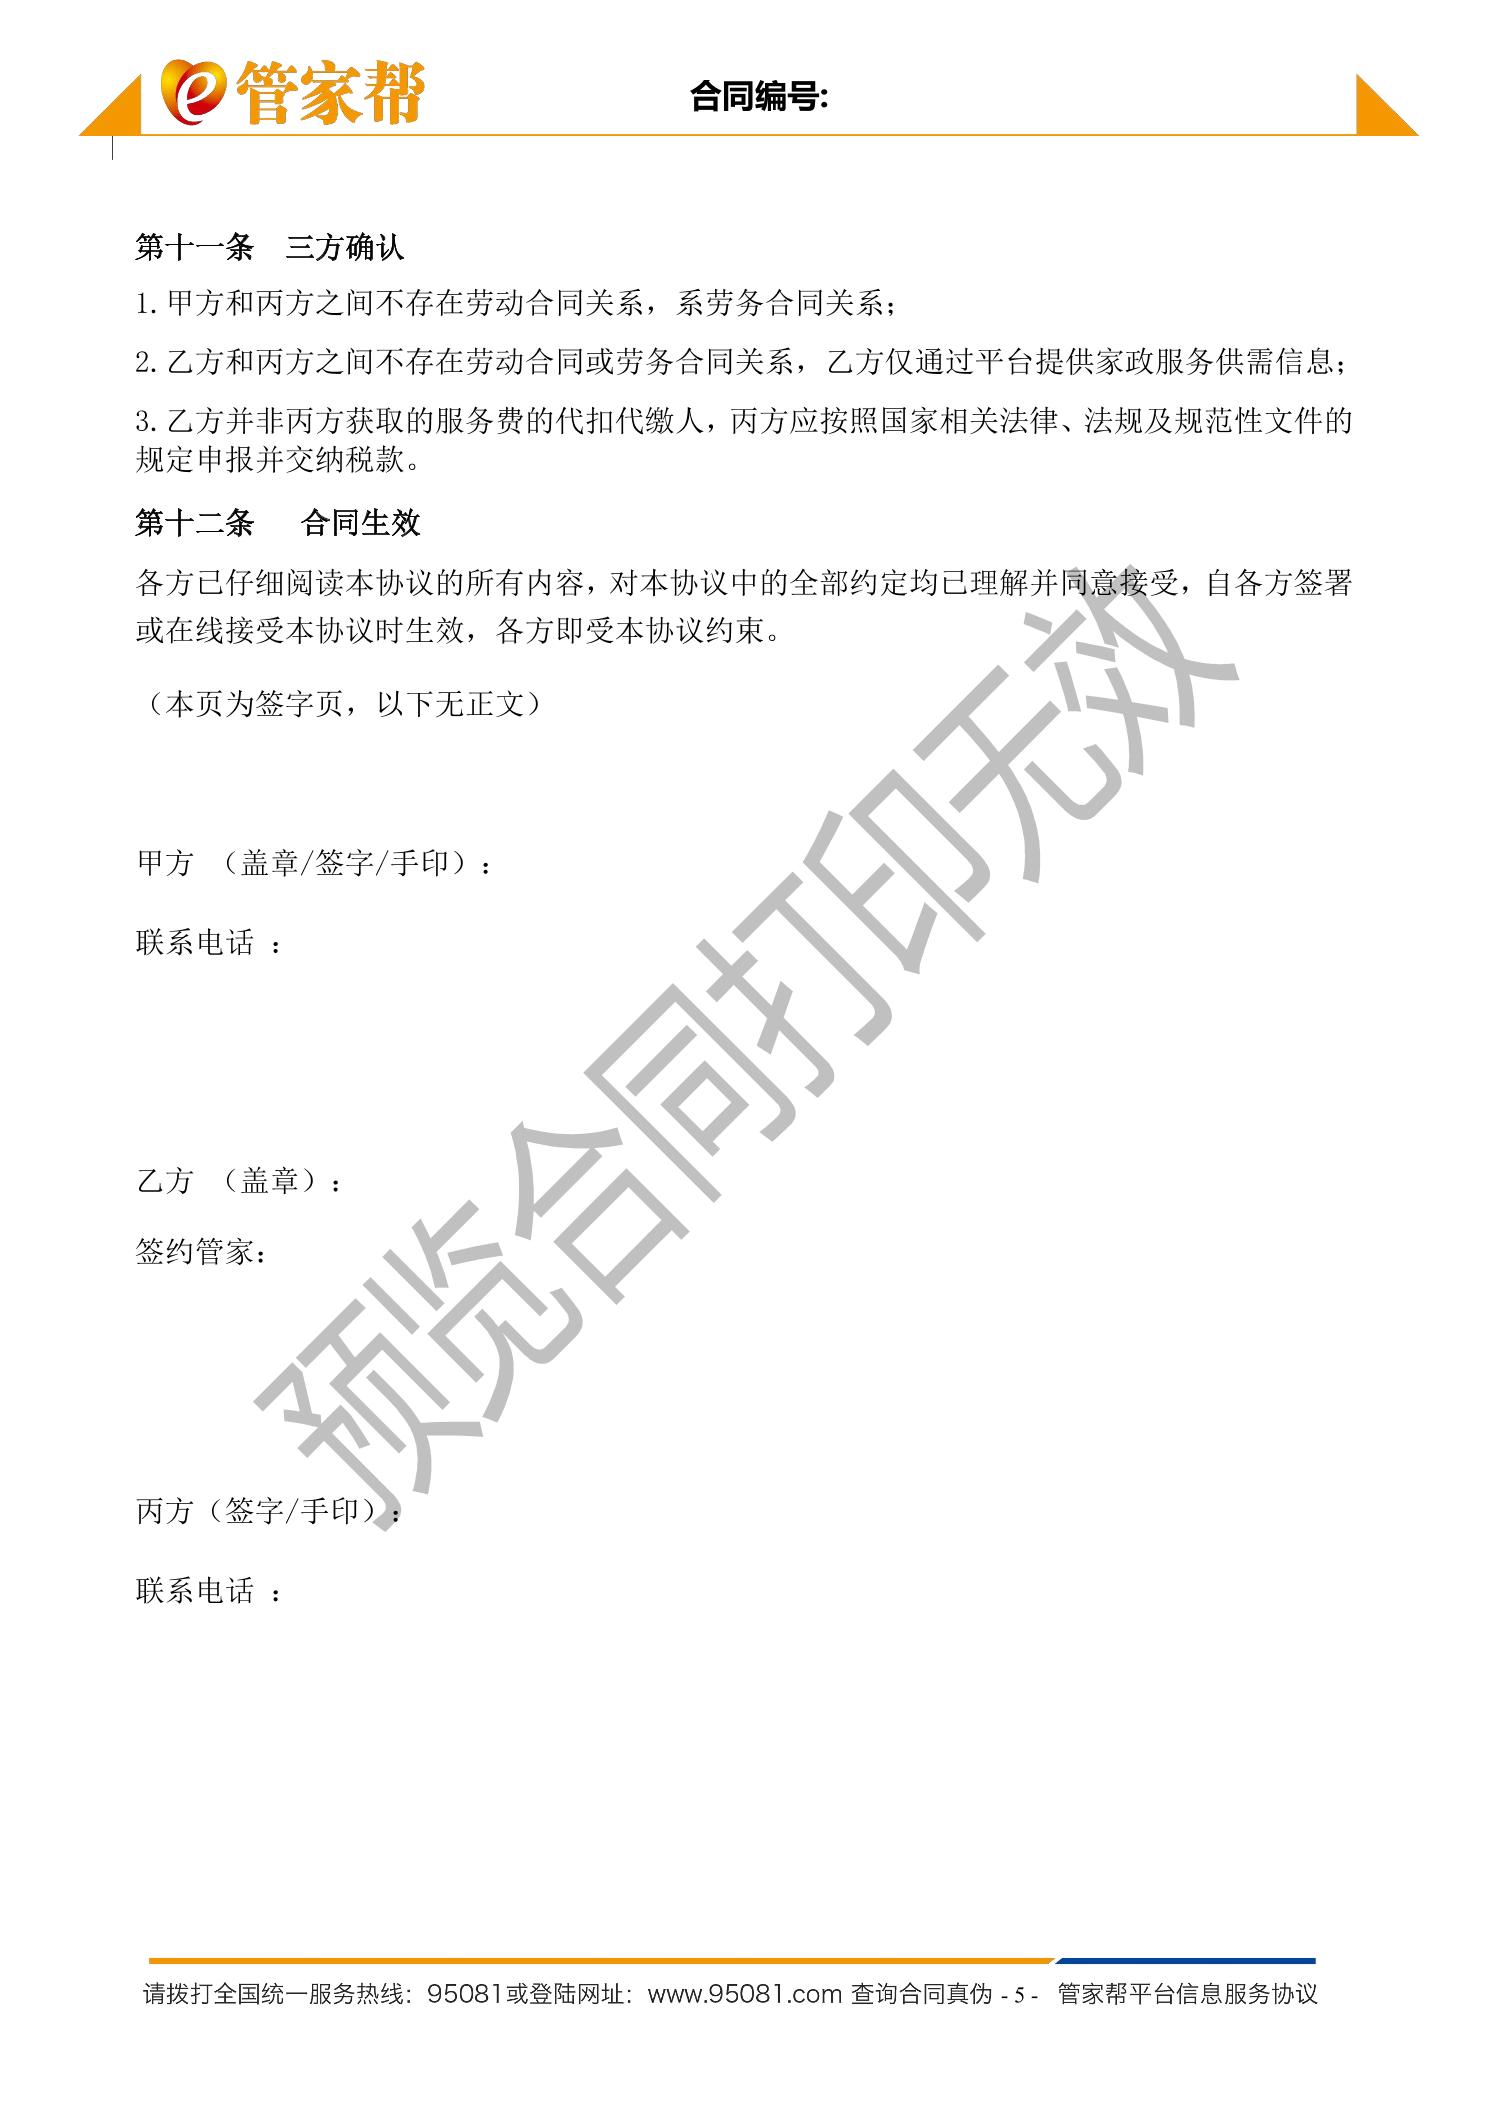 管家帮
合同编号:
第十一条 三方确认
1.甲方和丙方之间不存在劳动合同关系，系劳务合同关系；
2.乙方和丙方之间不存在劳动合同或劳务合同关系，乙方仅通过平台提供家政服务供需信息；
3.乙方并非丙方获取的服务费的代扣代缴人，丙方应按照国家相关法律、法规及规范性文件的
规定申报并交纳税款。
第十二条 合同生效
各方已仔细阅读本协议的所有内容，对本协议中的全部约定均已理解并同意接受，自各方签署
或在线接受本协议时生效，各方即受本协议约束。
（本页为签字页，以下无正文）
甲方 （盖章/签字/手印）：
联系电话 ：
乙方 （盖章）：
签约管家：
丙方（签字/手印）：
联系电话 ：
预览合同打印无效
请拨打全国统一服务热线：95081或登陆网址：www.95081.com 查询合同真伪 - 5 - 管家帮平台信息服务协议